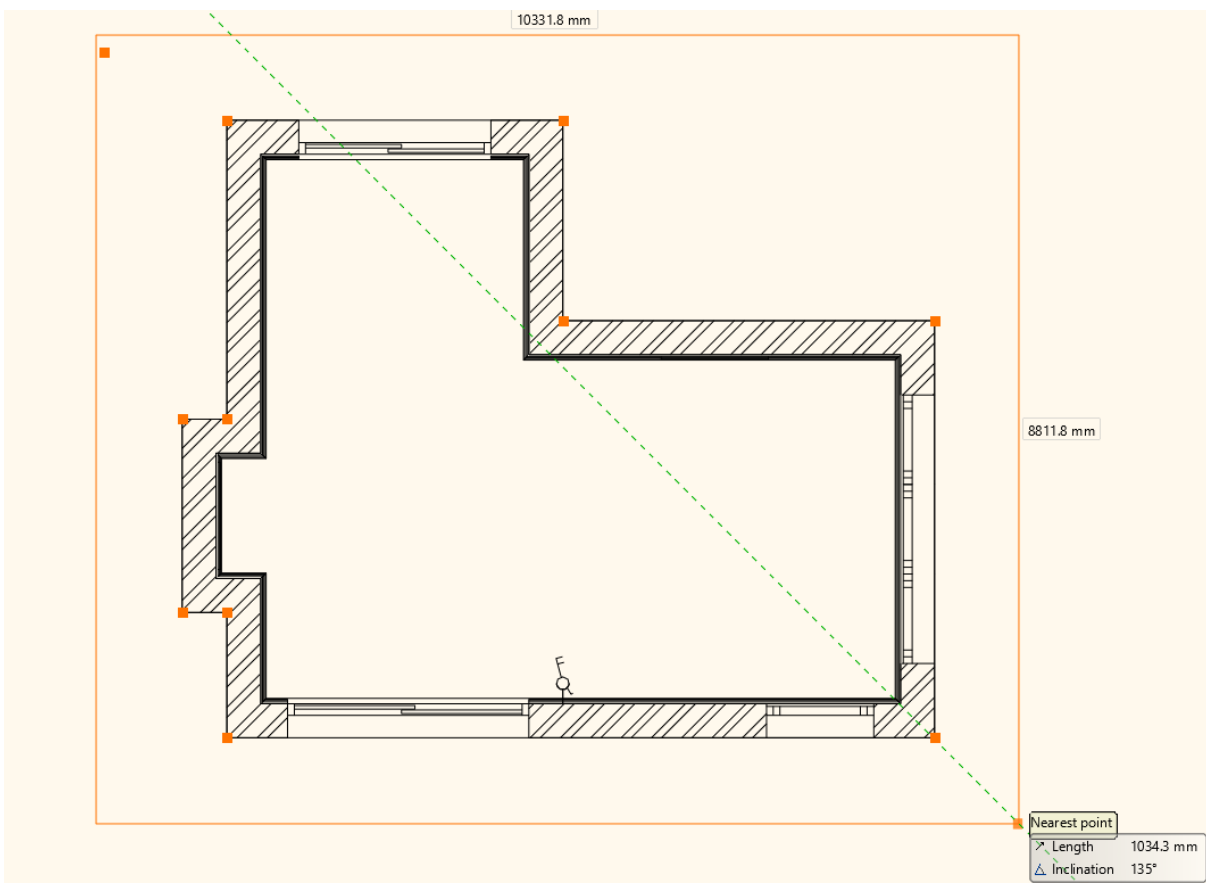 10331.8 mm
8811.8 mm
F
Nearest point
Length 1034.3 mm
Inclination 135°